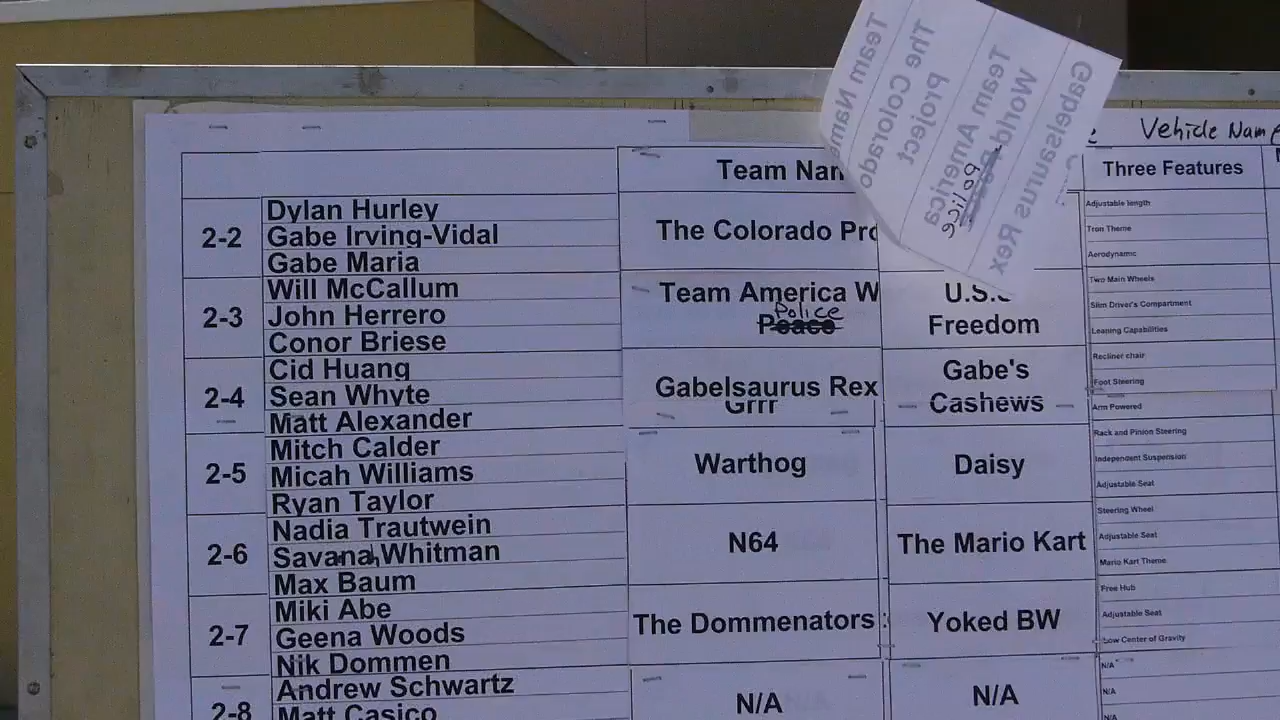 Vehicle Name
Team Nam
Three Features
2-2
Dylan Hurley
Gabe Irving-Vidal
Gabe Maria
The Colorado Pro
Adjustable length
Tron Theme
Aerodynamic
2-3
Will McCallum
John Herrero
Conor Briese
Team America W
Police
Peace
U.S.
Freedom
Two Main Wheels
Slim Driver's Compartment
Leaning Capabilities
2-4
Cid Huang
Sean Whyte
Matt Alexander
Gabelsaurus Rex
Grrr
Gabe's
Cashews
Recliner chair
Foot Steering
Arm Powered
2-5
Mitch Calder
Micah Williams
Ryan Taylor
Warthog
Daisy
Rack and Pinion Steering
Independent Suspension
Adjustable Seat
2-6
Nadia Trautwein
Savanah Whitman
Max Baum
N64
The Mario Kart
Steering Wheel
Adjustable Seat
Mario Kart Theme
2-7
Miki Abe
Geena Woods
Nik Dommen
The Dommenators
Yoked BW
Free Hub
Adjustable Seat
Low Center of Gravity
2-8
Andrew Schwartz
Matt Casico
N/A
N/A
N/A
N/A
N/A
Team Name
The Colorado
Project
Team America
World
Police
Gabelsaurus Rex